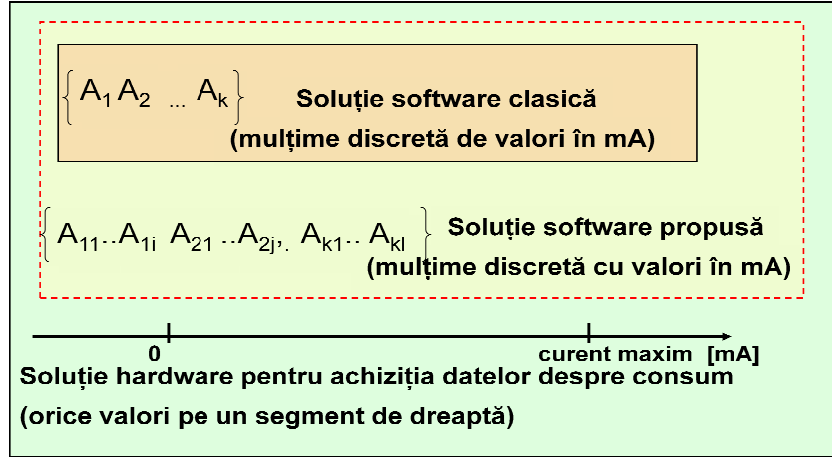 {A1 A2 ... Ak}
Soluție software clasică
(mulțime discretă de valori în mA)
{A11..A1i A21 ..A2j,. Ak1.. Akl}
Soluție software propusă
(mulțime discretă cu valori în mA)
0
curent maxim [mA]
Soluție hardware pentru achiziția datelor despre consum
(orice valori pe un segment de dreaptă)